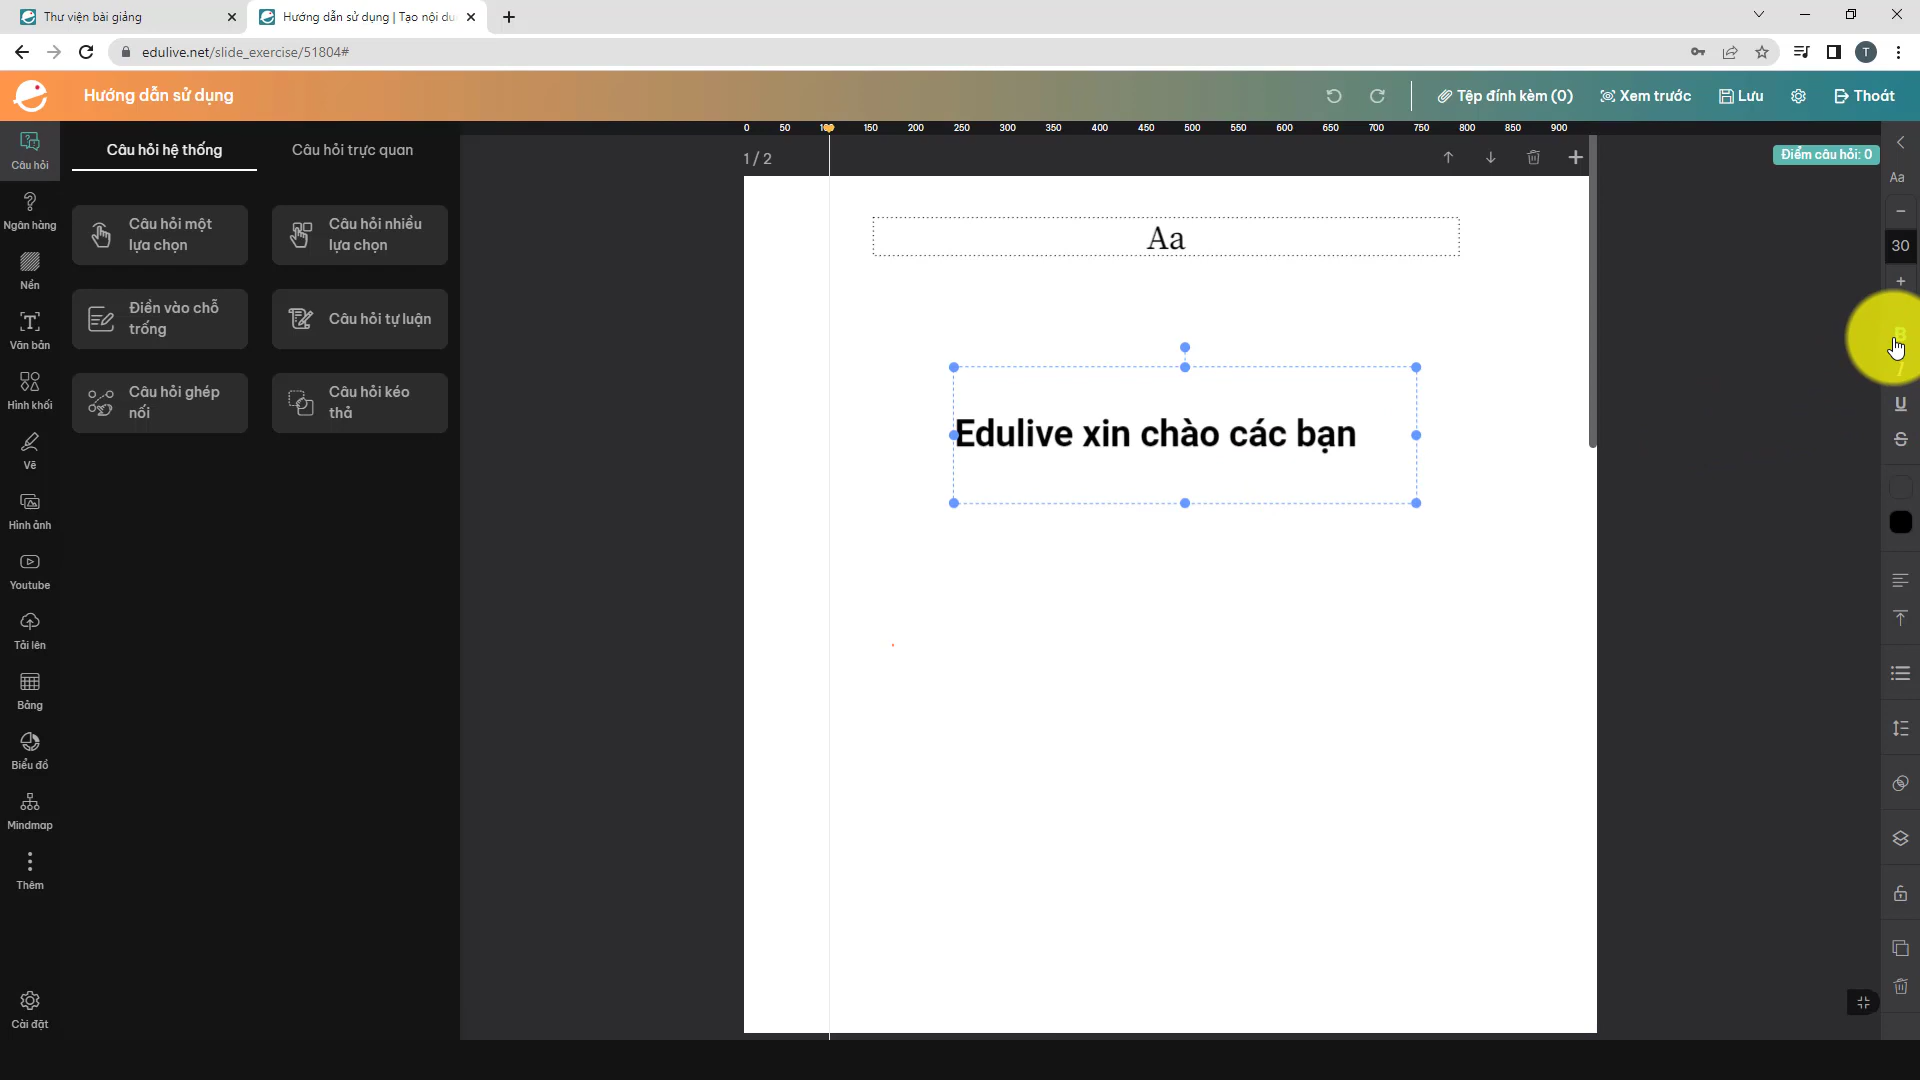 Thư viện bài giảng
Hướng dẫn sử dụng | Tạo nội du
edulive.net/slide_exercise/51804#
T
Hướng dẫn sử dụng
Tệp đính kèm (0)
Xem trước
Lưu
Thoát
Câu hỏi
Ngân hàng
Nền
Văn bản
Hình khối
Vẽ
Hình ảnh
Youtube
Tải lên
Bảng
Biểu đồ
Mindmap
Thêm
Cài đặt
Câu hỏi hệ thống
Câu hỏi trực quan
Câu hỏi một
lựa chọn
Câu hỏi nhiều
lựa chọn
Điền vào chỗ
trống
Câu hỏi tự luận
Câu hỏi ghép
nối
Câu hỏi kéo
thả
0 50 100 150 200 250 300 350 400 450 500 550 600 650 700 750 800 850 900
1 / 2
Aa
Edulive xin chào các bạn
Điểm câu hỏi: 0
Aa
30
B
I
U
S